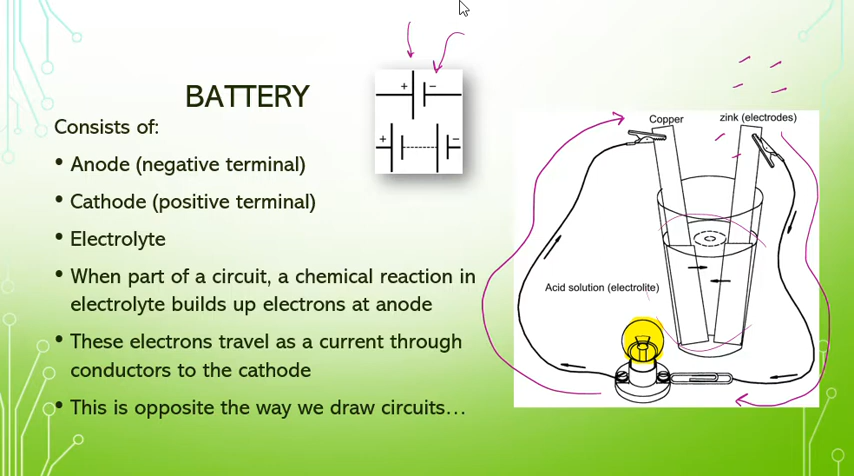 BATTERY
Consists of:
• Anode (negative terminal)
• Cathode (positive terminal)
• Electrolyte
• When part of a circuit, a chemical reaction in
electrolyte builds up electrons at anode
• These electrons travel as a current through
conductors to the cathode
• This is opposite the way we draw circuits…
+ −
+ −
Copper
zink (electrodes)
Acid solution (electrolite)